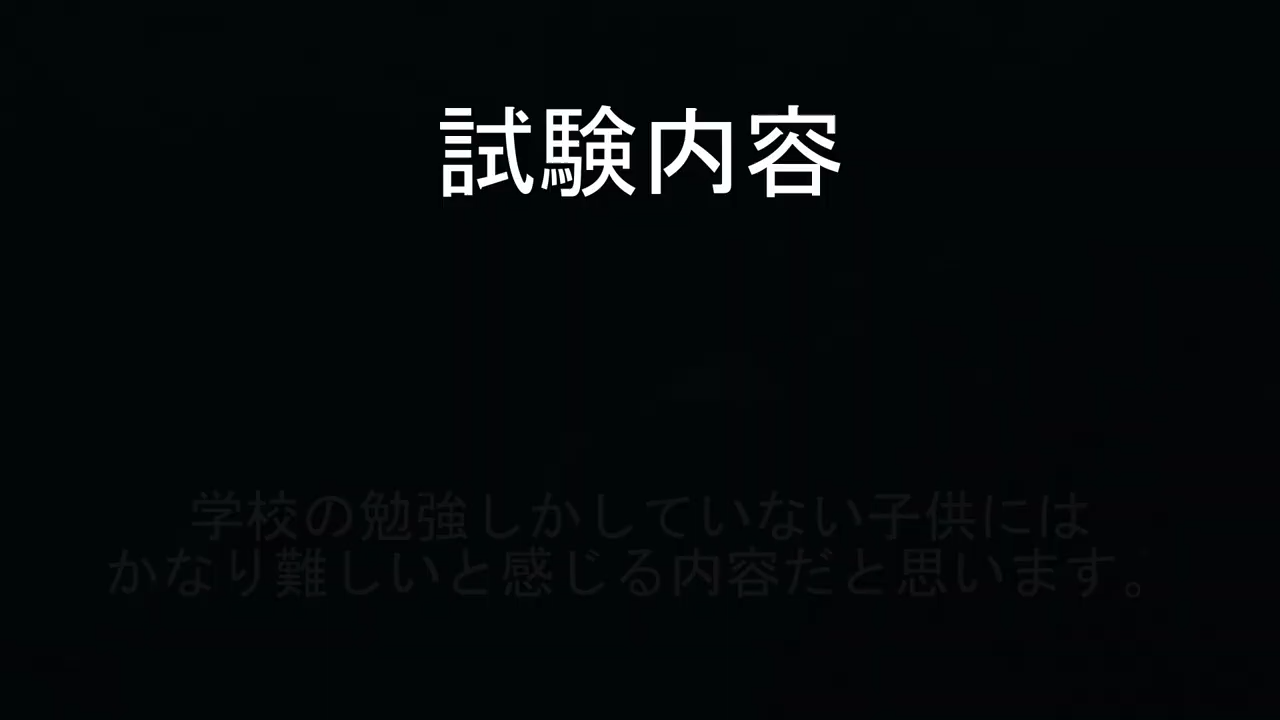 試験内容
学校の勉強しかしていない子供には
かなり難しいと感じる内容だと思います。